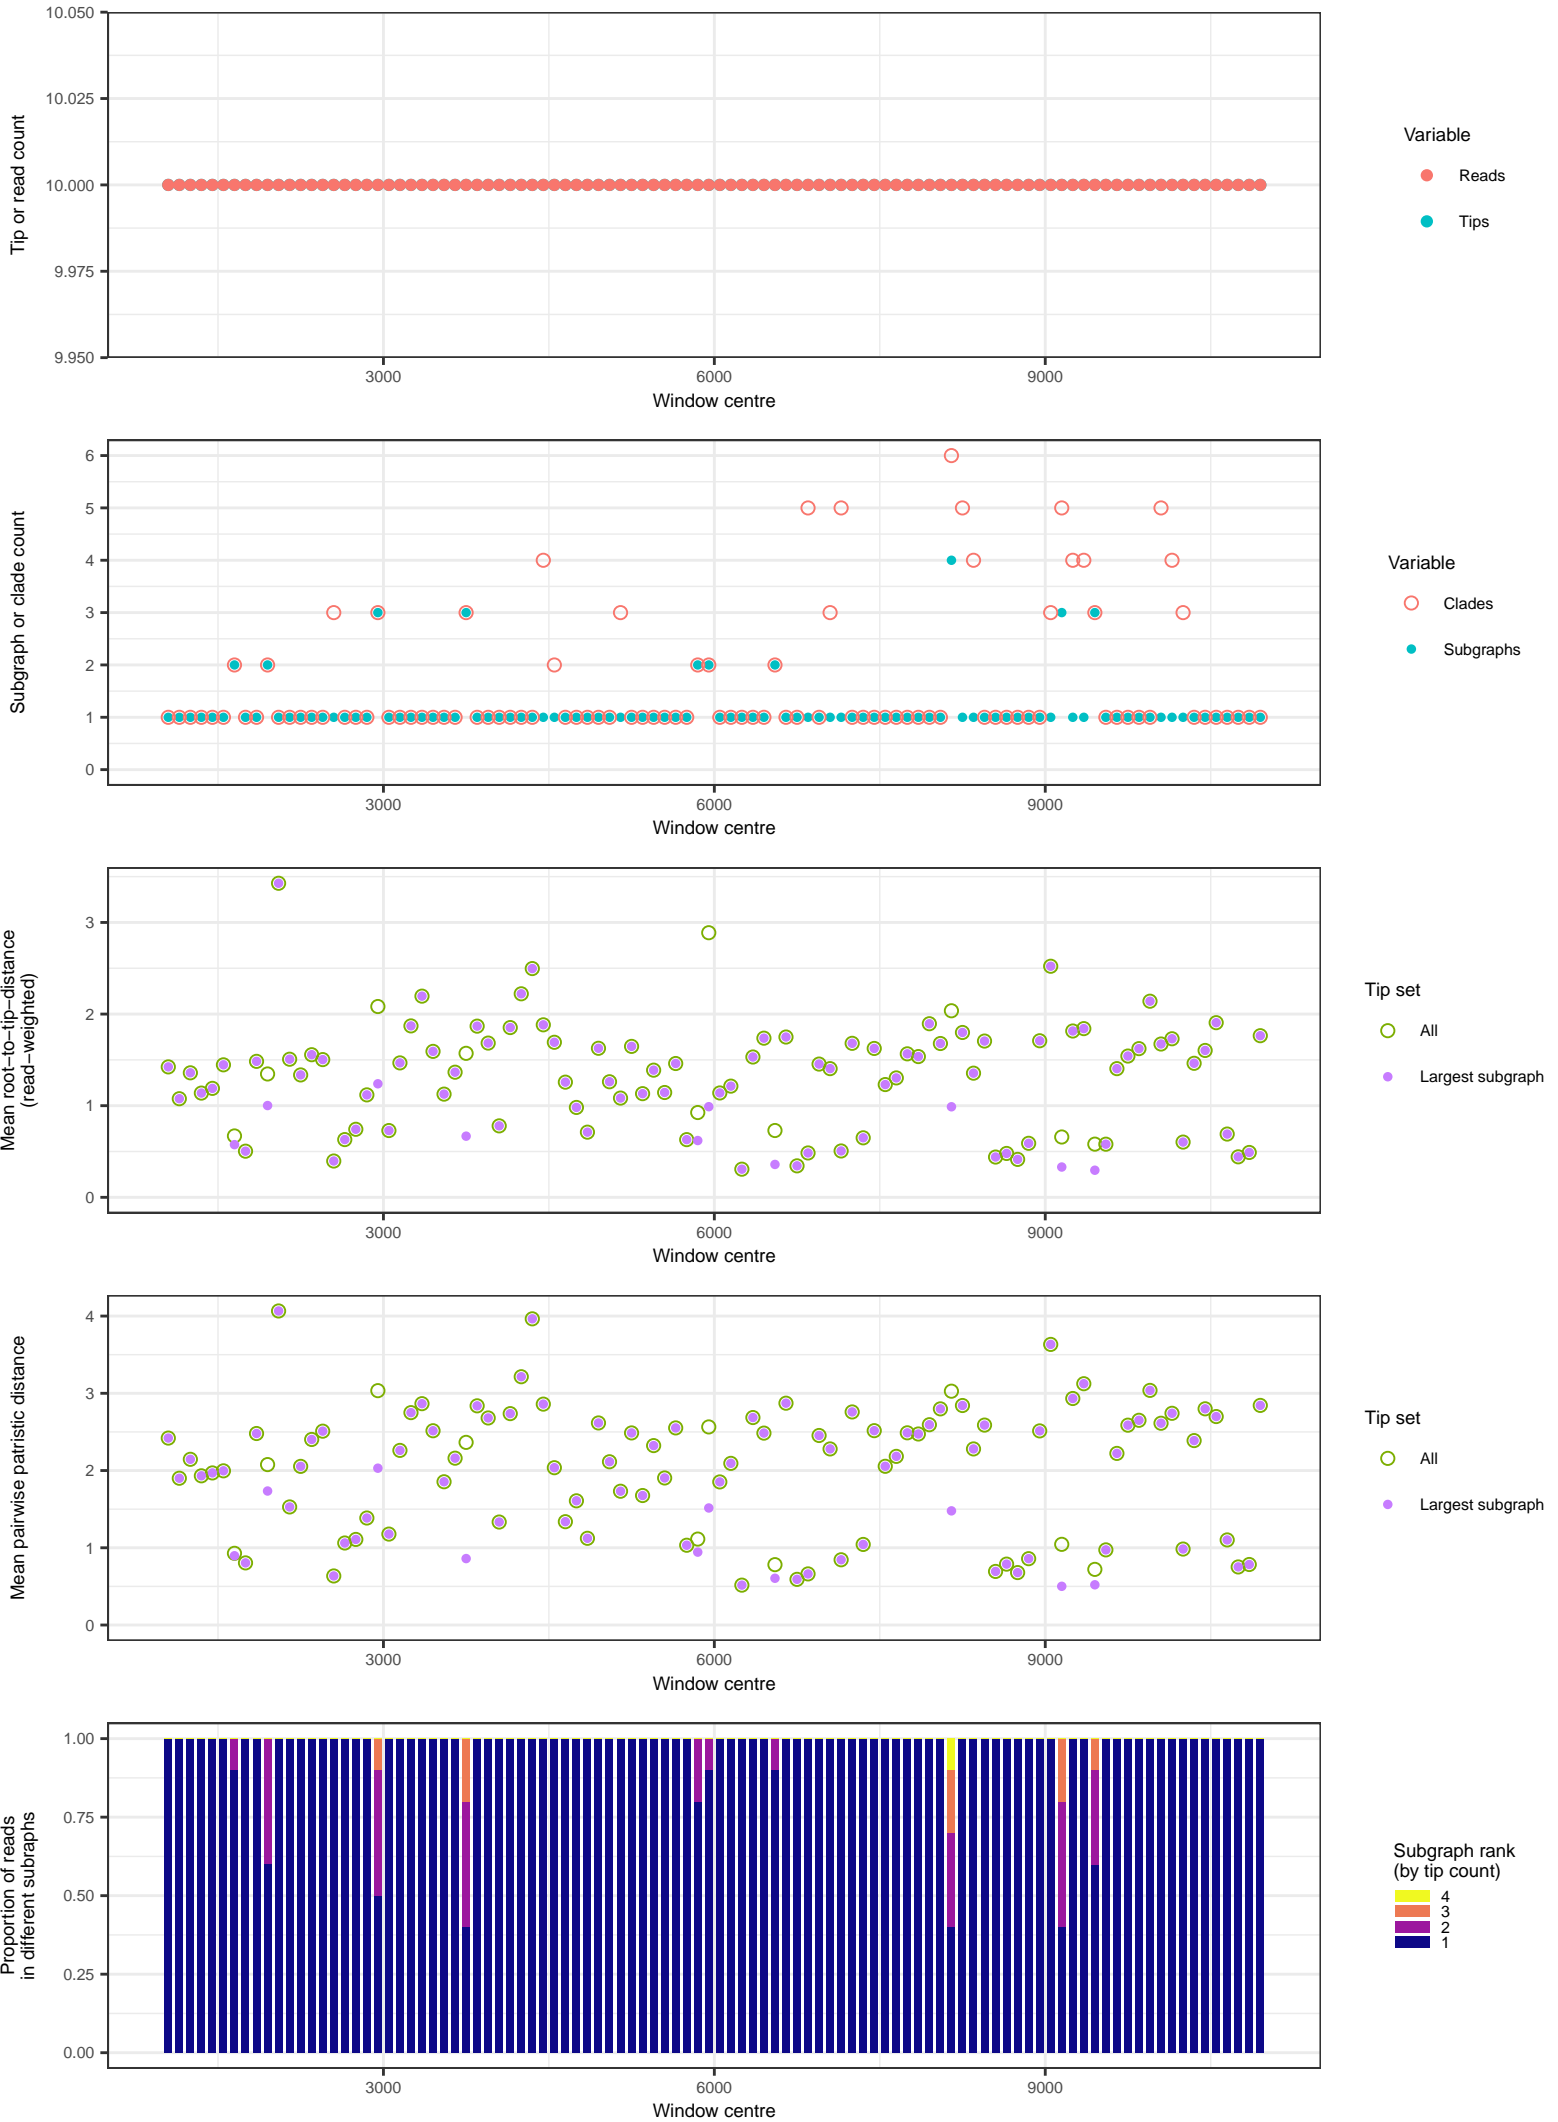 10.050
10.025
10.000
9.975
9.950
Tip or read count
3000
6000
9000
Window centre
Variable
Reads
Tips
6
5
4
3
2
1
0
Subgraph or clade count
3000
6000
9000
Window centre
Variable
Clades
Subgraphs
3
2
1
0
Mean root−to−tip−distance
(read−weighted)
3000
6000
9000
Window centre
Tip set
All
Largest subgraph
4
3
2
1
0
Mean pairwise patristic distance
3000
6000
9000
Window centre
Tip set
All
Largest subgraph
1.00
0.75
0.50
0.25
0.00
Proportion of reads
in different subraphs
3000
6000
9000
Window centre
Subgraph rank
(by tip count)
4
3
2
1